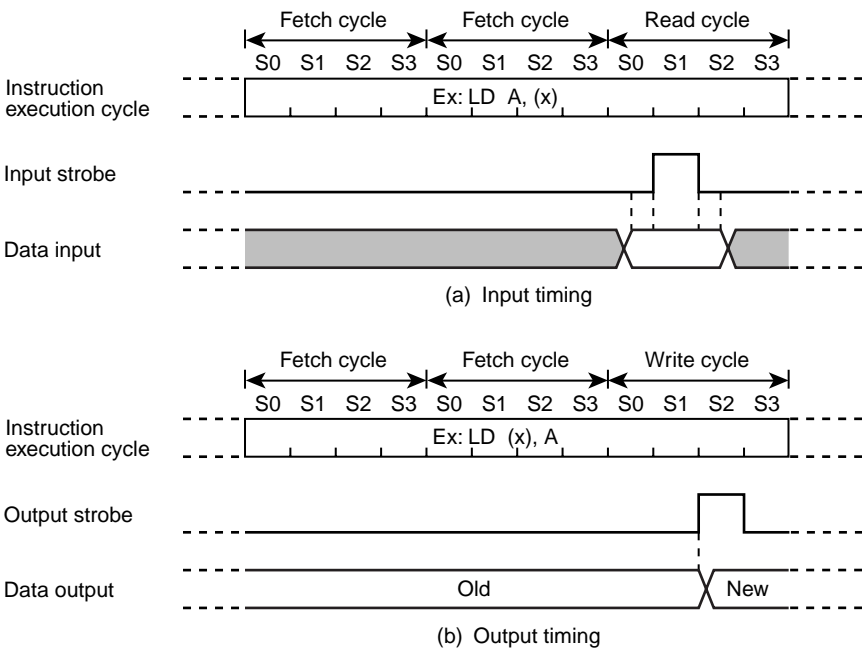 Fetch cycle Fetch cycle Read cycle
S0 S1 S2 S3 S0 S1 S2 S3 S0 S1 S2 S3
Instruction
execution cycle
Ex: LD A, (x)
Input strobe
Data input
(a) Input timing
Fetch cycle Fetch cycle Write cycle
S0 S1 S2 S3 S0 S1 S2 S3 S0 S1 S2 S3
Instruction
execution cycle
Ex: LD (x), A
Output strobe
Data output
Old New
(b) Output timing